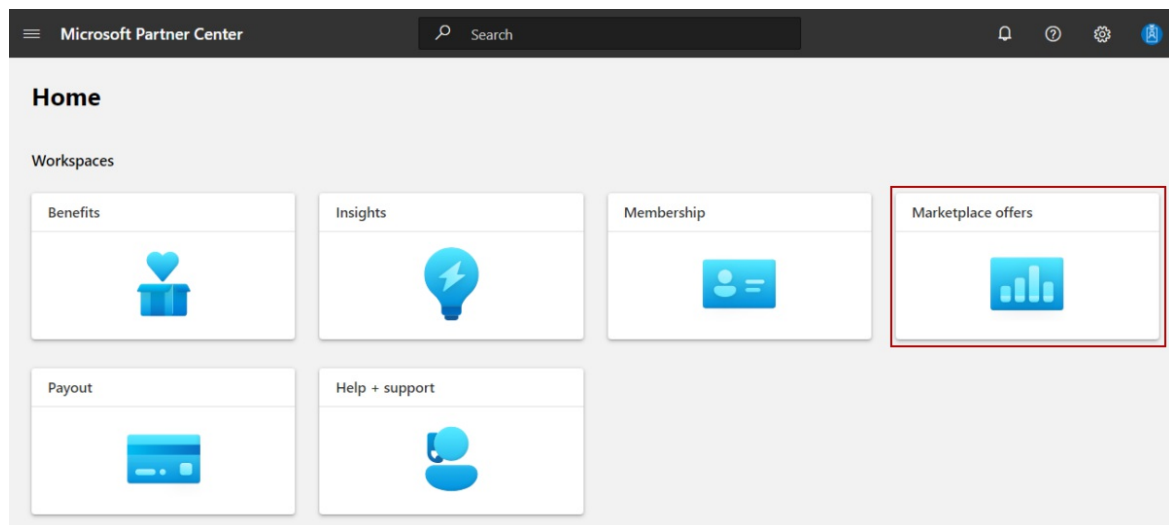 Microsoft Partner Center
Search
Home
Workspaces
Benefits
Insights
Membership
Marketplace offers
Payout
Help + support